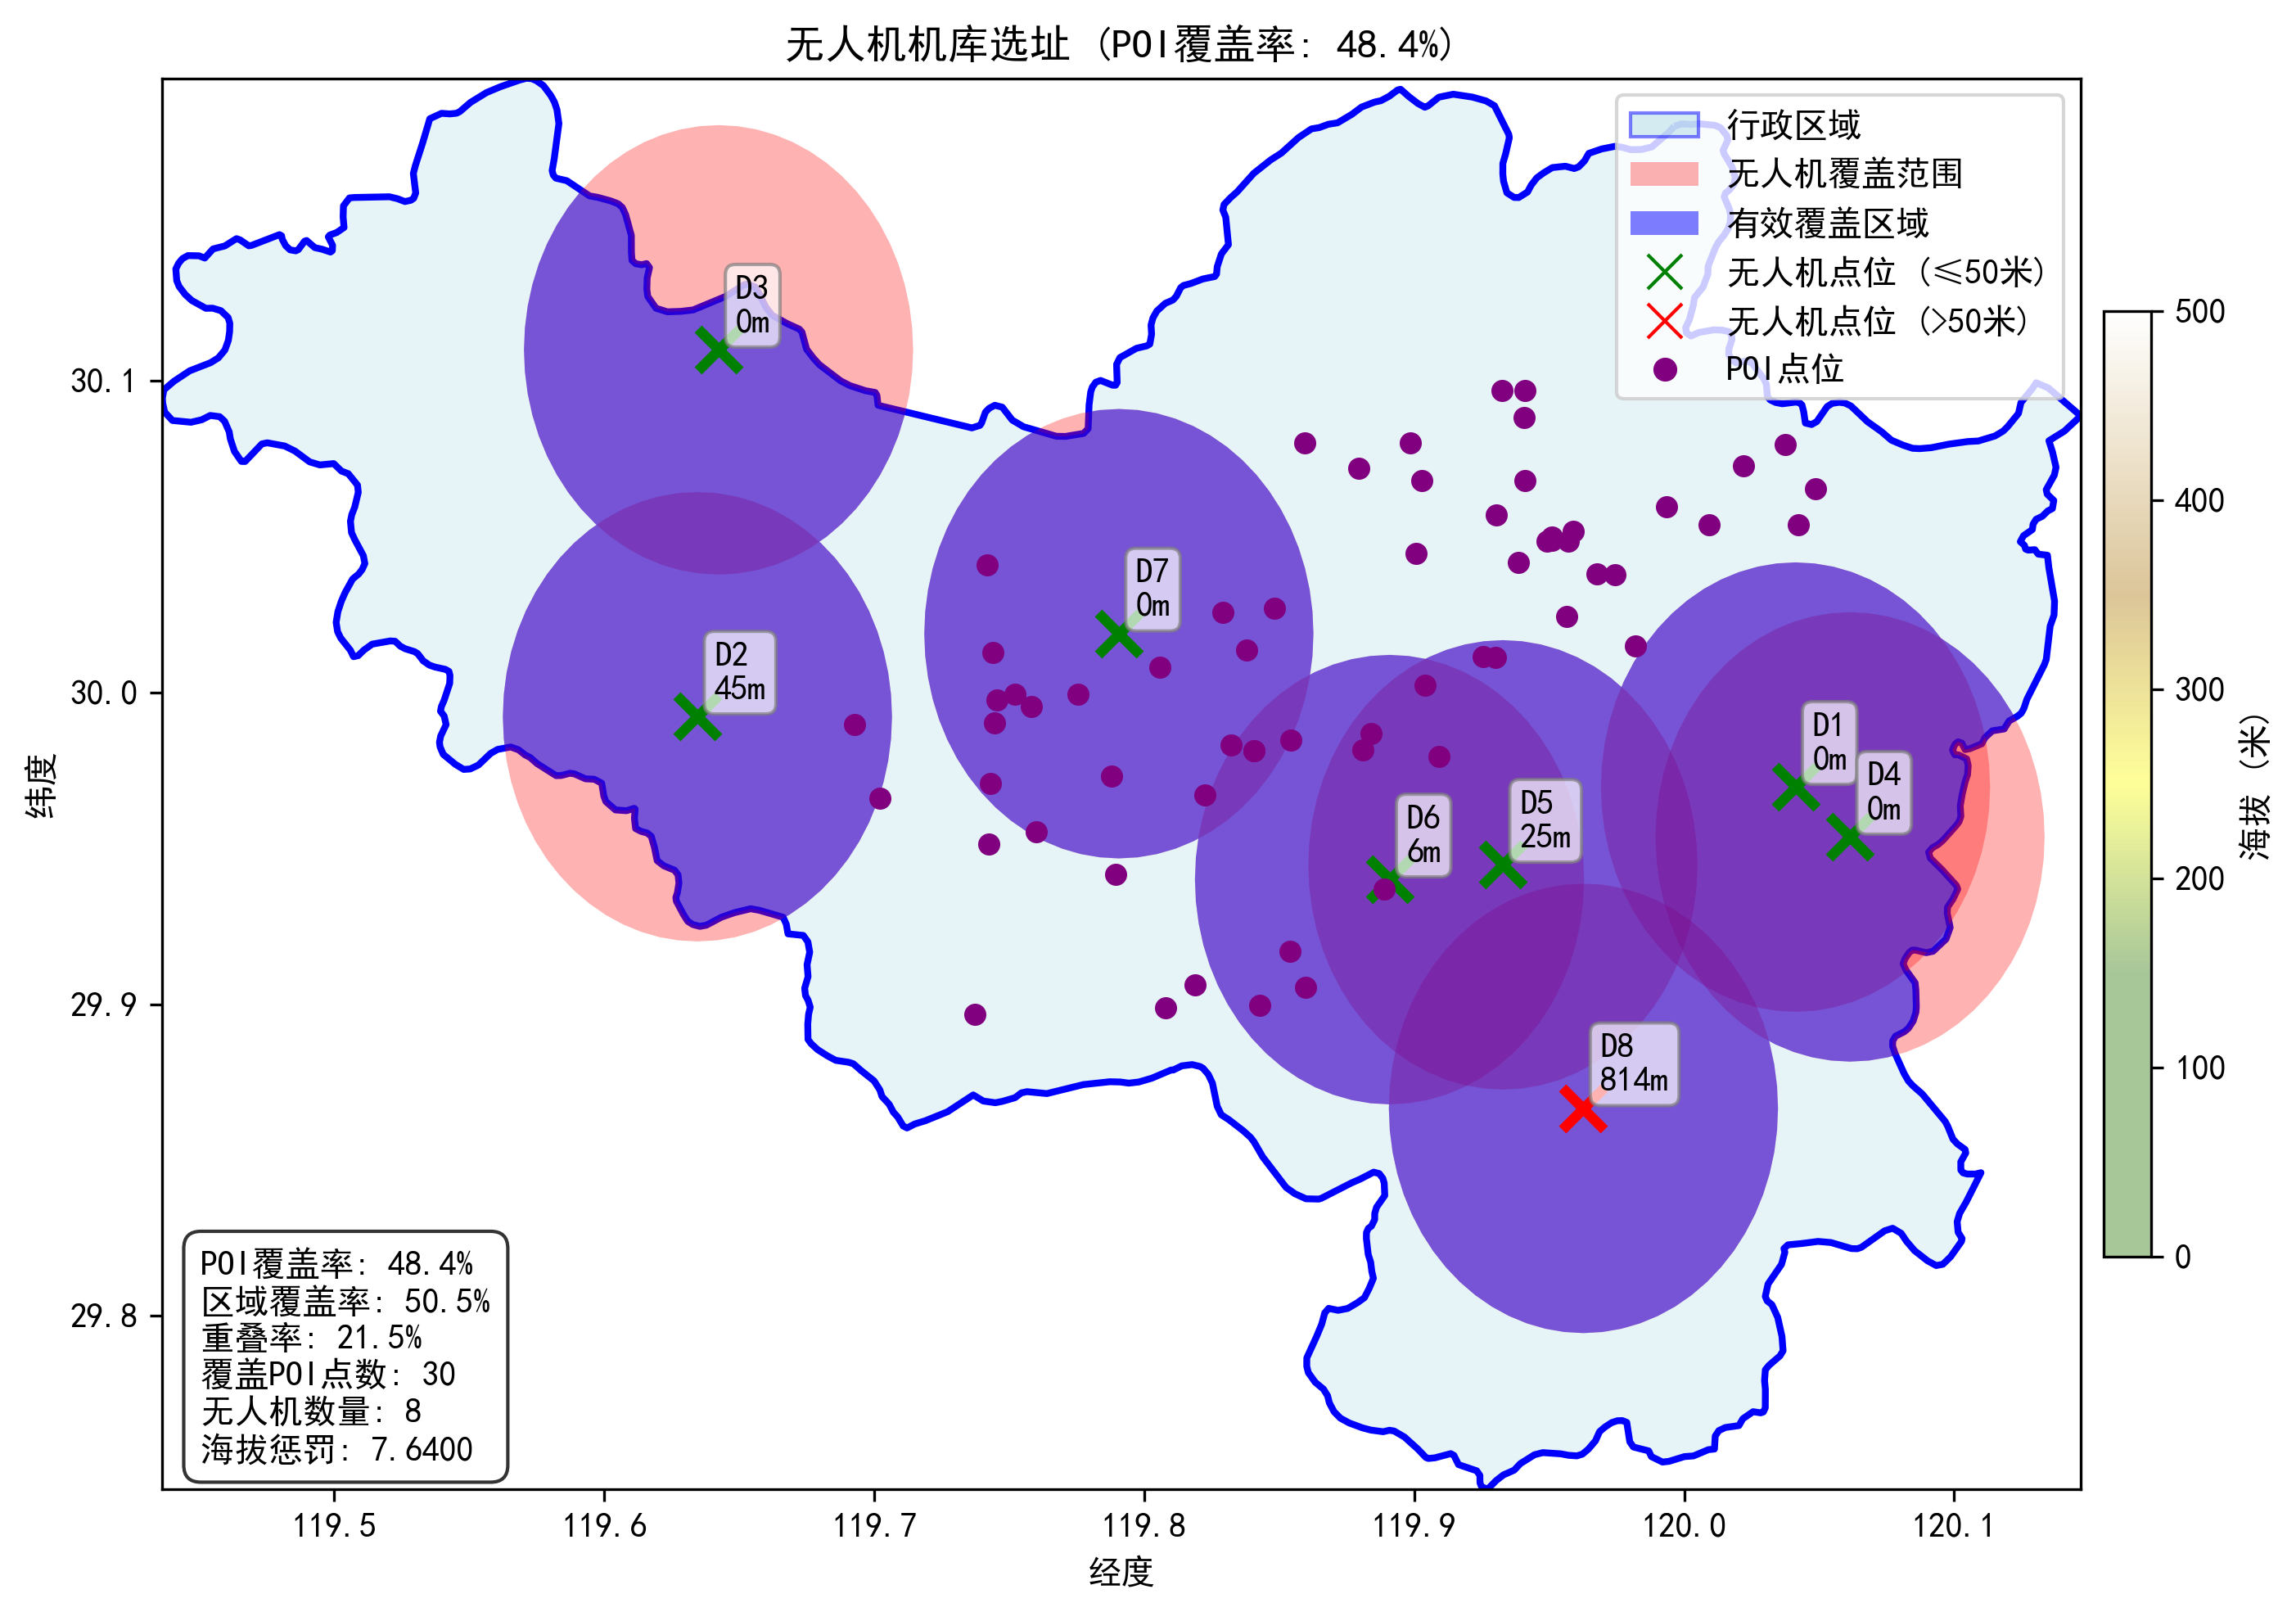 无人机机库选址 (POI覆盖率: 48.4%)
行政区域
无人机覆盖范围
有效覆盖区域
无人机点位 (≤50米)
无人机点位 (>50米)
POI点位
D3
0m
D7
0m
D2
45m
D1
0m
D4
0m
D5
25m
D6
6m
D8
814m
30.1
30.0
29.9
29.8
纬度
119.5
119.6
119.7
119.8
119.9
120.0
120.1
经度
500
400
300
200
100
0
海拔 (米)
POI覆盖率: 48.4%
区域覆盖率: 50.5%
重叠率: 21.5%
覆盖POI点数: 30
无人机数量: 8
海拔惩罚: 7.6400